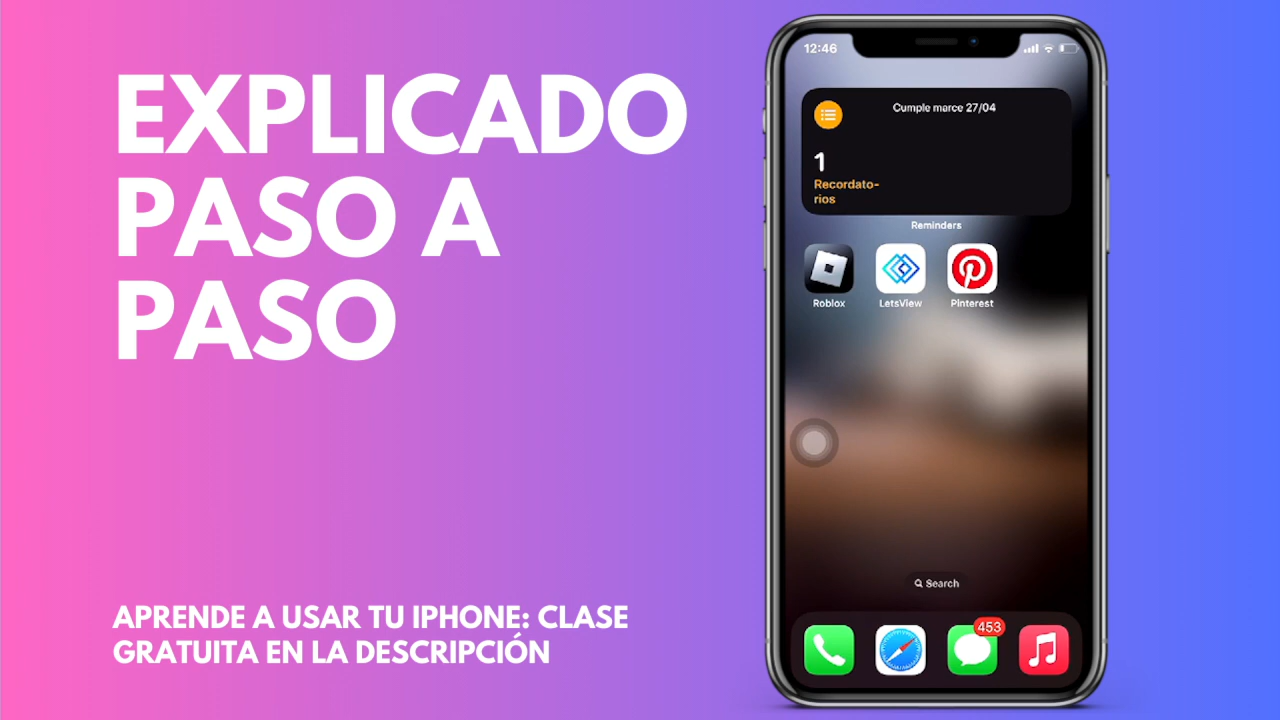 EXPLICADO
PASO A
PASO
APRENDE A USAR TU IPHONE: CLASE
GRATUITA EN LA DESCRIPCIÓN
12:46
Cumple marce 27/04
1
Recordato-
rios
Reminders
Roblox LetsView Pinterest
Search
453